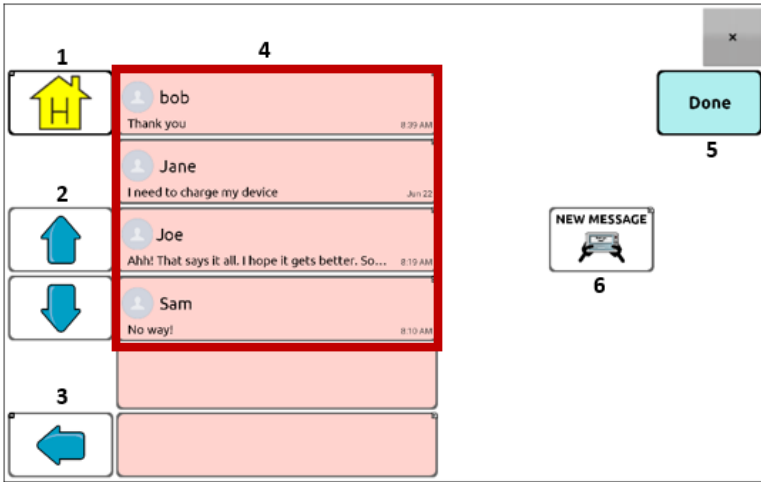 ×
1
4
H
bob
Thank you
8:39 AM
Done
5
2
Jane
I need to charge my device
Jun 22
Joe
Ahh! That says it all. I hope it gets better. So...
8:19 AM
NEW MESSAGE
6
Sam
No way!
8:10 AM
3